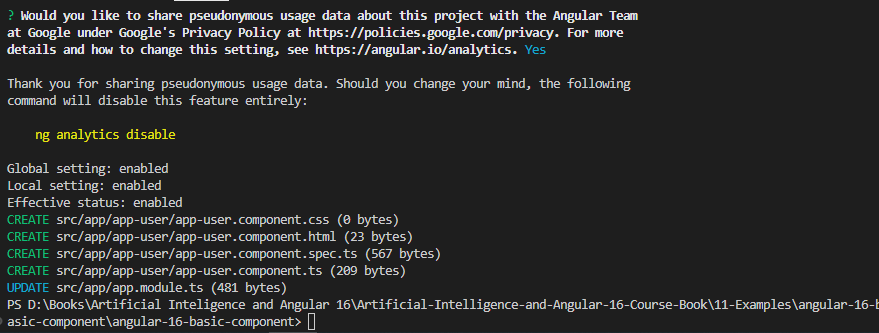 ? Would you like to share pseudonymous usage data about this project with the Angular Team
at Google under Google's Privacy Policy at https://policies.google.com/privacy. For more
details and how to change this setting, see https://angular.io/analytics. Yes
Thank you for sharing pseudonymous usage data. Should you change your mind, the following
command will disable this feature entirely:
ng analytics disable
Global setting: enabled
Local setting: enabled
Effective status: enabled
CREATE src/app/app-user/app-user.component.css (0 bytes)
CREATE src/app/app-user/app-user.component.html (23 bytes)
CREATE src/app/app-user/app-user.component.spec.ts (567 bytes)
CREATE src/app/app-user/app-user.component.ts (209 bytes)
UPDATE src/app/app.module.ts (481 bytes)
PS D:\Books\Artificial Inteligence and Angular 16\Artificial-Intelligence-and-Angular-16-Course-Book\11-Examples\angular-16-b
asic-component\angular-16-basic-component>